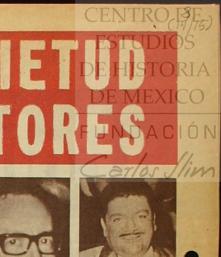 CENTRO DE
ESTUDIOS
DE HISTORIA
DE MEXICO
FUNDACIÓN
Carlos Slim
IETUD
TORES